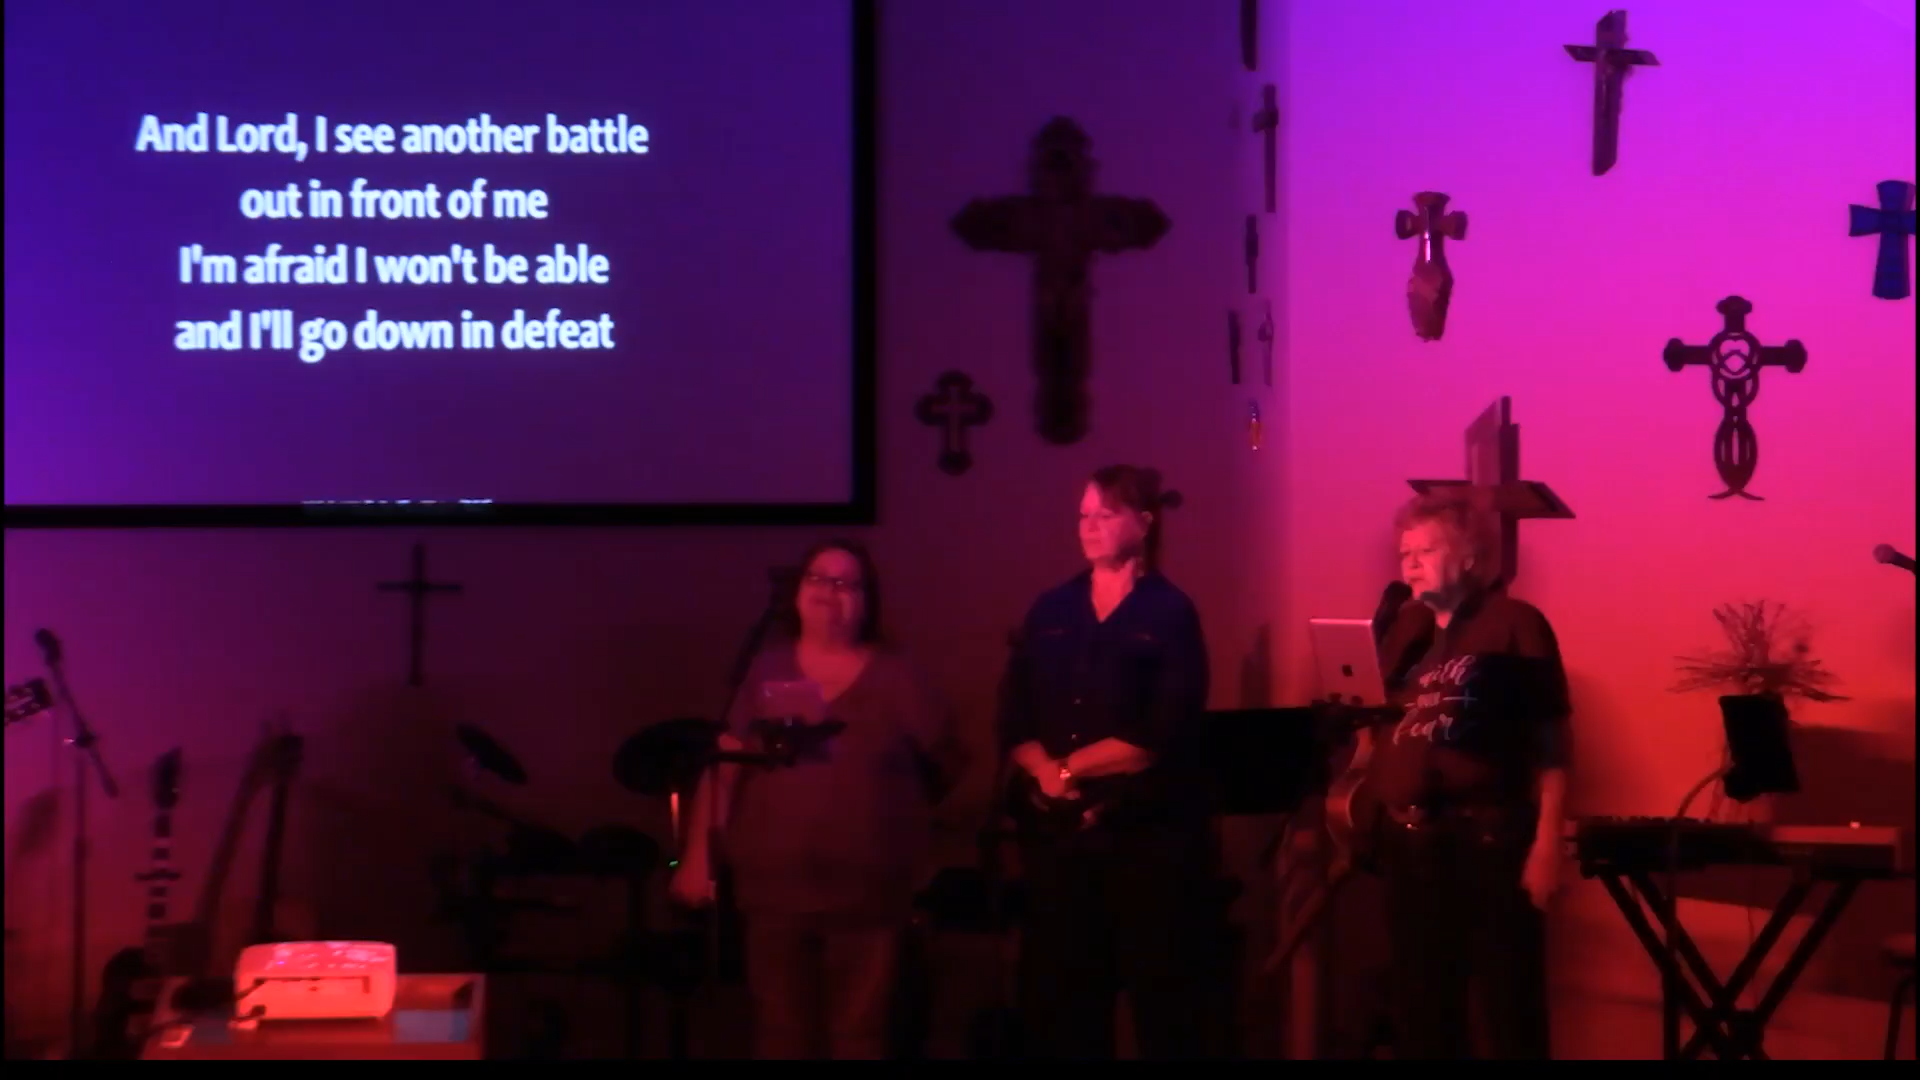 And Lord, I see another battle
out in front of me
I'm afraid I won't be able
and I'll go down in defeat
fear